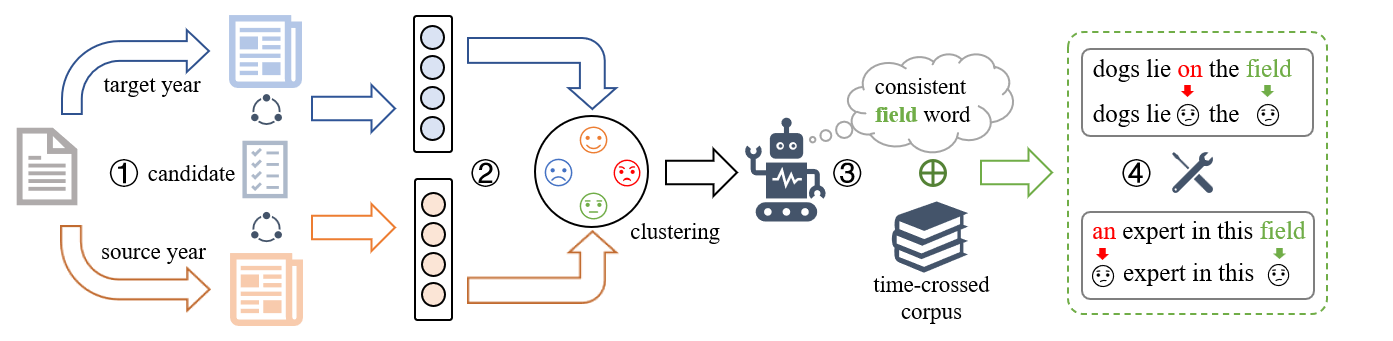 target year
① candidate
source year
②
clustering
consistent
field word
③
time-crossed
corpus
dogs lie on the field
dogs lie the
④
an expert in this field
expert in this